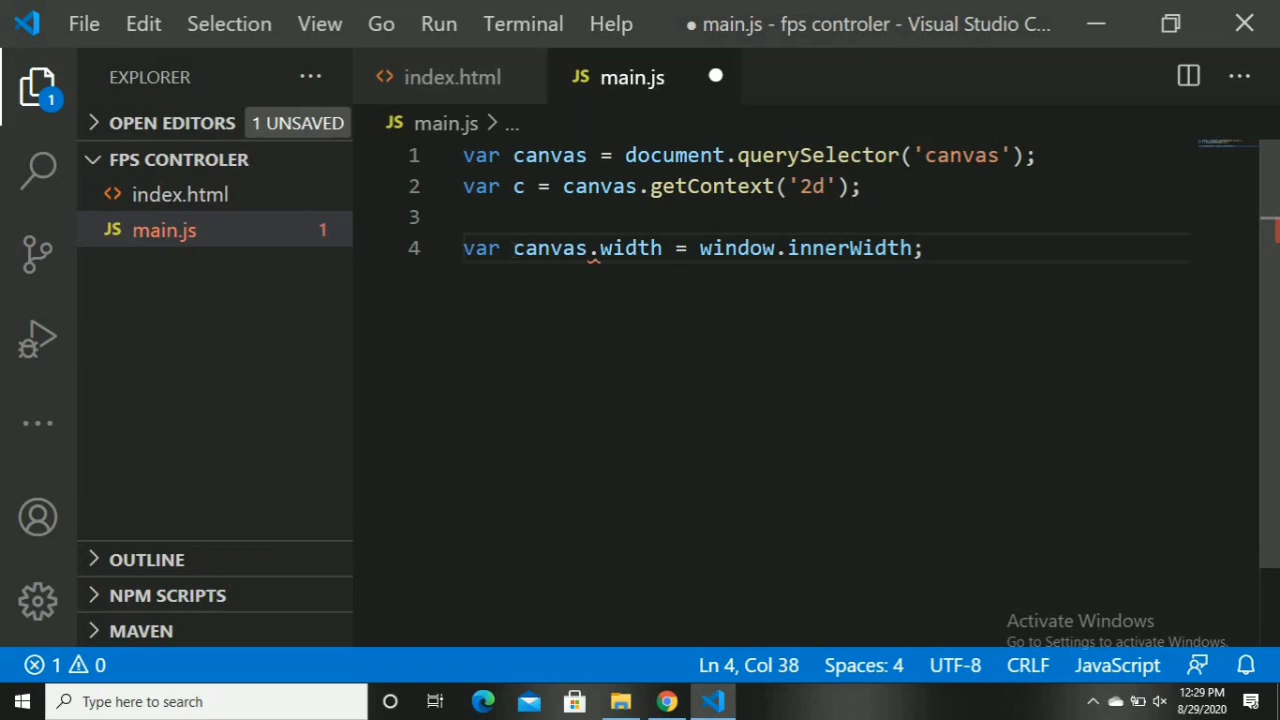 File Edit Selection View Go Run Terminal Help ● main.js - fps controler - Visual Studio C...
EXPLORER
index.html
JS main.js
OPEN EDITORS 1 UNSAVED
JS main.js > ...
FPS CONTROLER
index.html
JS main.js 1
1 var canvas = document.querySelector('canvas');
2 var c = canvas.getContext('2d');
3
4 var canvas.width = window.innerWidth;
1
OUTLINE
NPM SCRIPTS
MAVEN
Activate Windows
Go to Settings to activate Windows.
1 0 Ln 4, Col 38 Spaces: 4 UTF-8 CRLF JavaScript
Type here to search
12:29 PM
8/29/2020